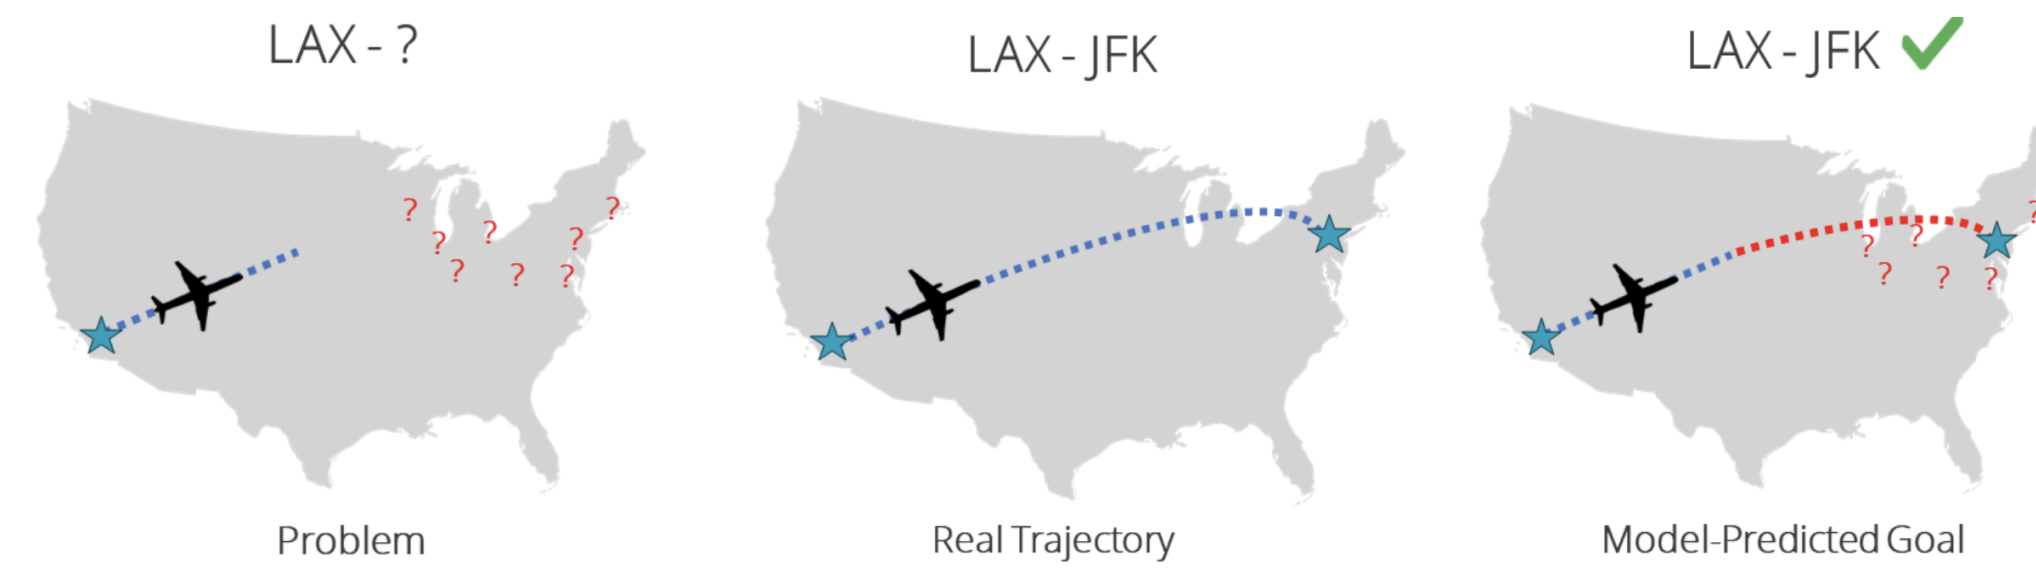 LAX - ?
LAX - JFK
LAX - JFK
?
?
?
?
?
?
?
?
?
?
?
?
?
?
Problem
Real Trajectory
Model-Predicted Goal